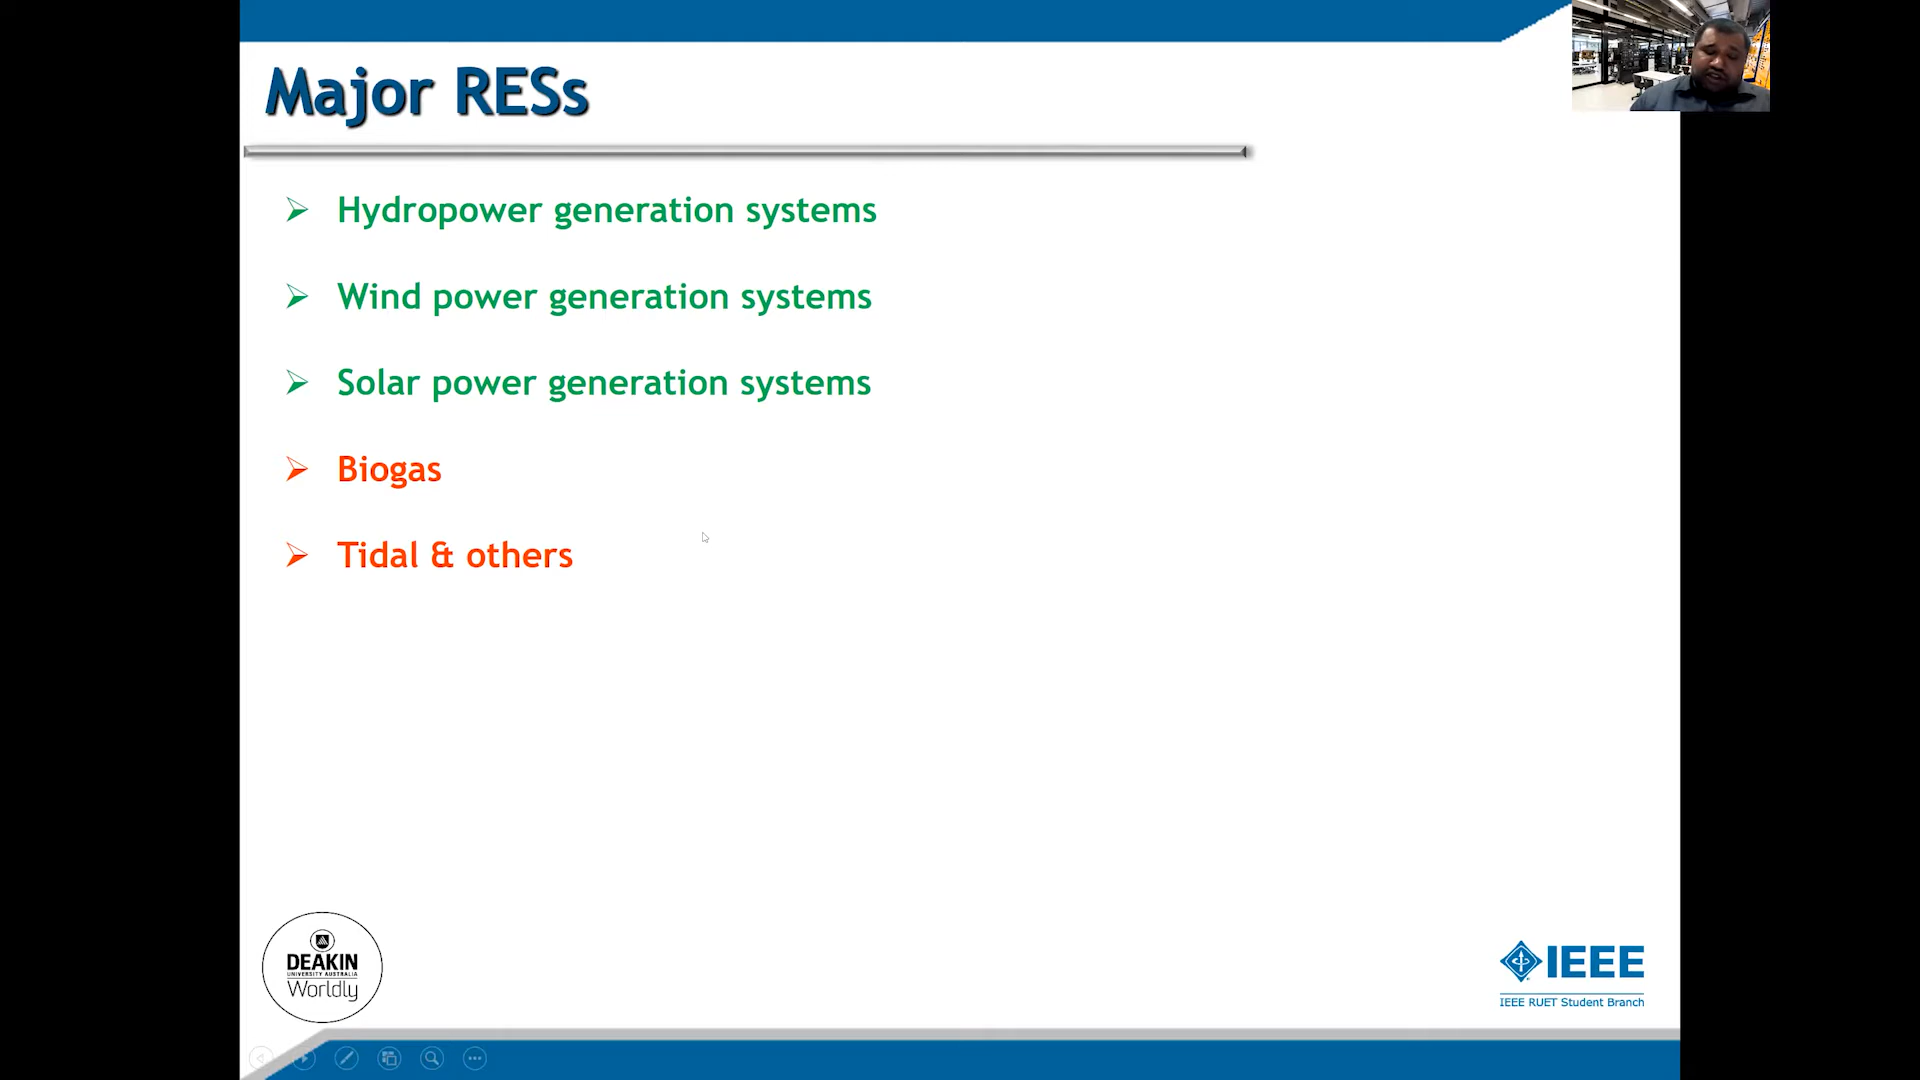 Major RESs
Hydropower generation systems
Wind power generation systems
Solar power generation systems
Biogas
Tidal & others
DEAKIN
UNIVERSITY AUSTRALIA
Worldly
IEEE
IEEE RUET Student Branch